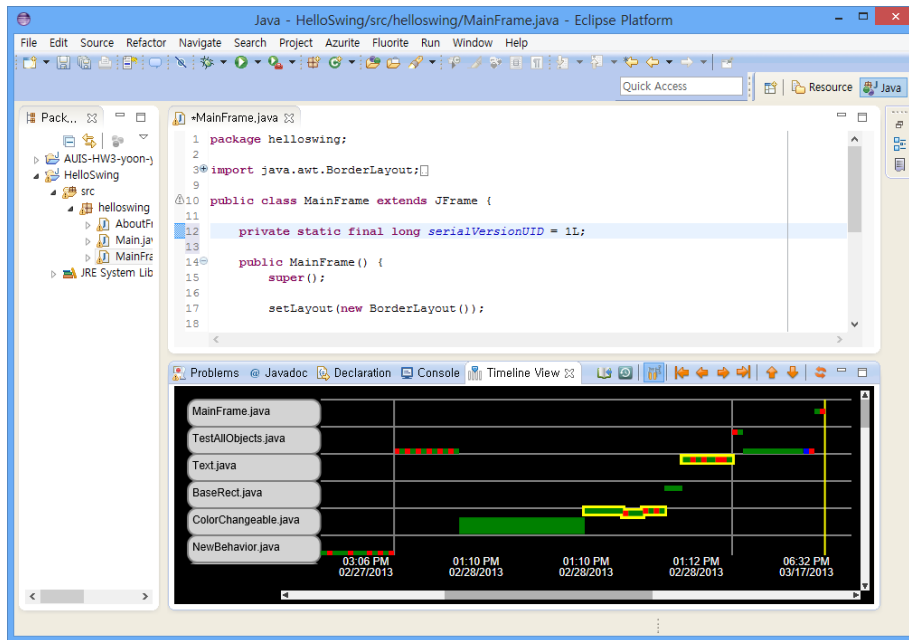 Java - HelloSwing/src/helloswing/MainFrame.java - Eclipse Platform
File Edit Source Refactor Navigate Search Project Azurite Fluorite Run Window Help
Quick Access
Resource
Java
Pack...
AUIS-HW3-yoon-y
HelloSwing
src
helloswing
AboutFr
Main.jav
MainFra
JRE System Lib
*MainFrame.java
1 package helloswing;
2
3 import java.awt.BorderLayout;
9
10 public class MainFrame extends JFrame {
11
12 private static final long serialVersionUID = 1L;
13
14 public MainFrame() {
15 super();
16
17 setLayout(new BorderLayout());
18
Problems @ Javadoc Declaration Console Timeline View
MainFrame.java
TestAllObjects.java
Text.java
BaseRect.java
ColorChangeable.java
NewBehavior.java
03:06 PM 01:10 PM 01:10 PM 01:12 PM 06:32 PM
02/27/2013 02/28/2013 02/28/2013 02/28/2013 03/17/2013